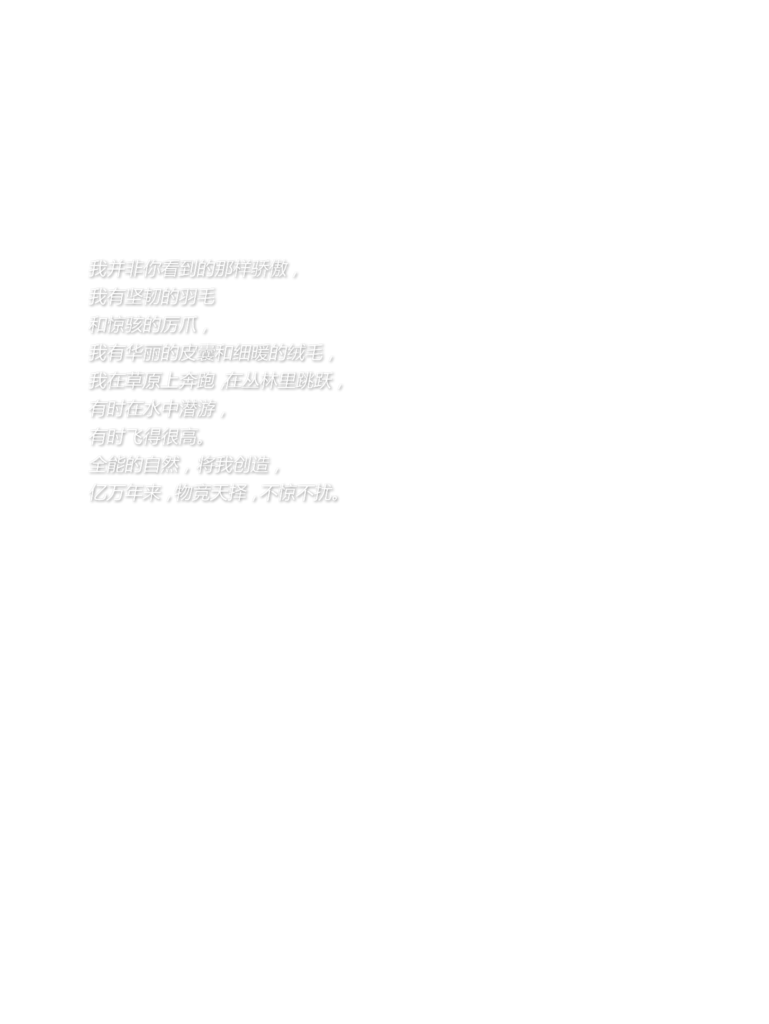 我并非你看到的那样骄傲，
我有坚韧的羽毛
和惊骇的厉爪，
我有华丽的皮囊和细暖的绒毛，
我在草原上奔跑，在丛林里跳跃，
有时在水中潜游，
有时飞得很高。
全能的自然，将我创造，
亿万年来，物竞天择，不惊不扰。